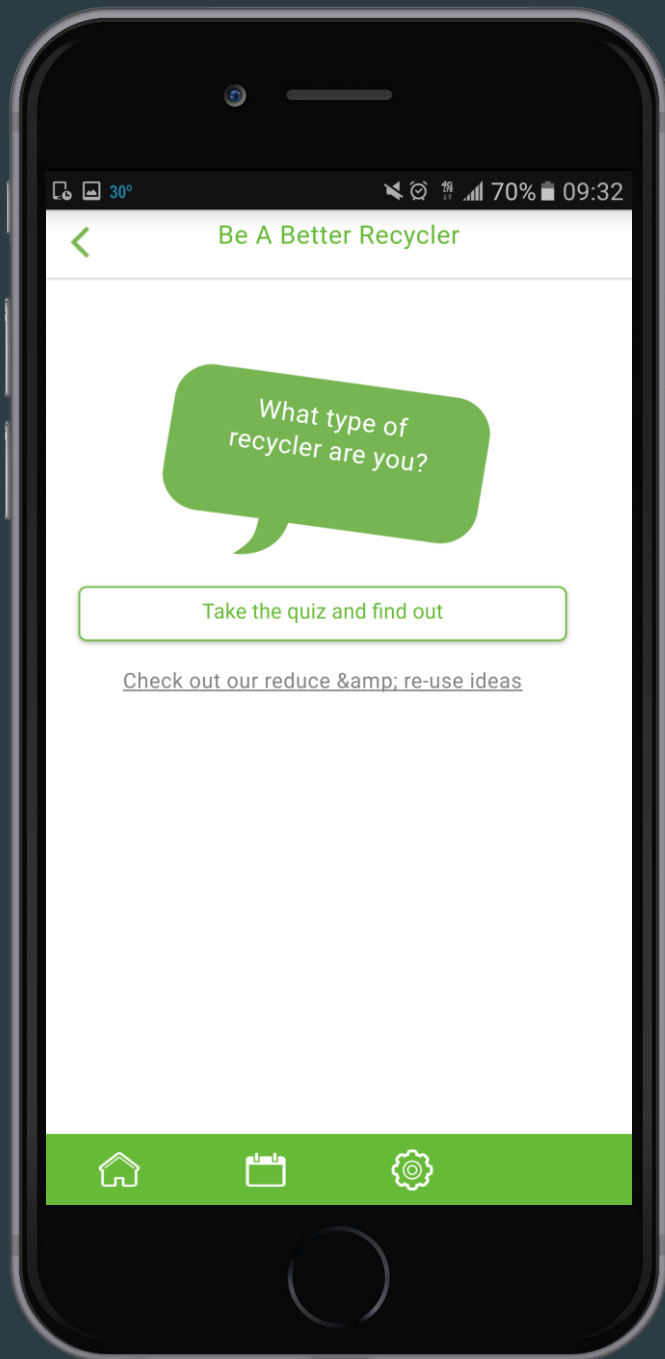 30° 70% 09:32
Be A Better Recycler
What type of
recycler are you?
Take the quiz and find out
Check out our reduce &amp; re-use ideas